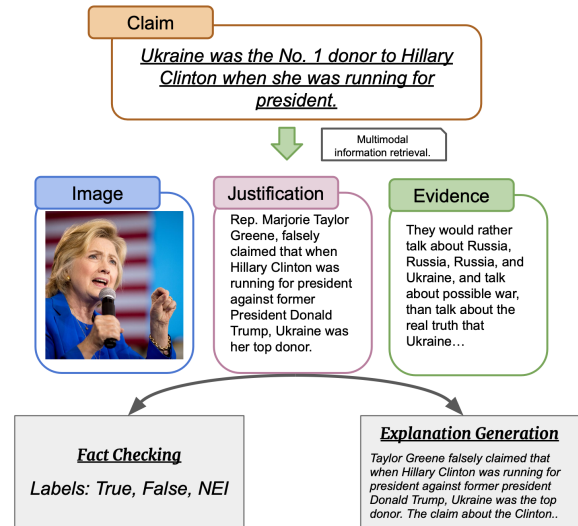 Claim
Ukraine was the No. 1 donor to Hillary
Clinton when she was running for
president.
Multimodal
information retrieval.
Image
Justification
Rep. Marjorie Taylor
Greene, falsely
claimed that when
Hillary Clinton was
running for president
against former
President Donald
Trump, Ukraine was
her top donor.
Evidence
They would rather
talk about Russia,
Russia, Russia, and
Ukraine, and talk
about possible war,
than talk about the
real truth that
Ukraine…
Fact Checking
Labels: True, False, NEI
Explanation Generation
Taylor Greene falsely claimed that
when Hillary Clinton was running for
president against former president
Donald Trump, Ukraine was the top
donor. The claim about the Clinton..